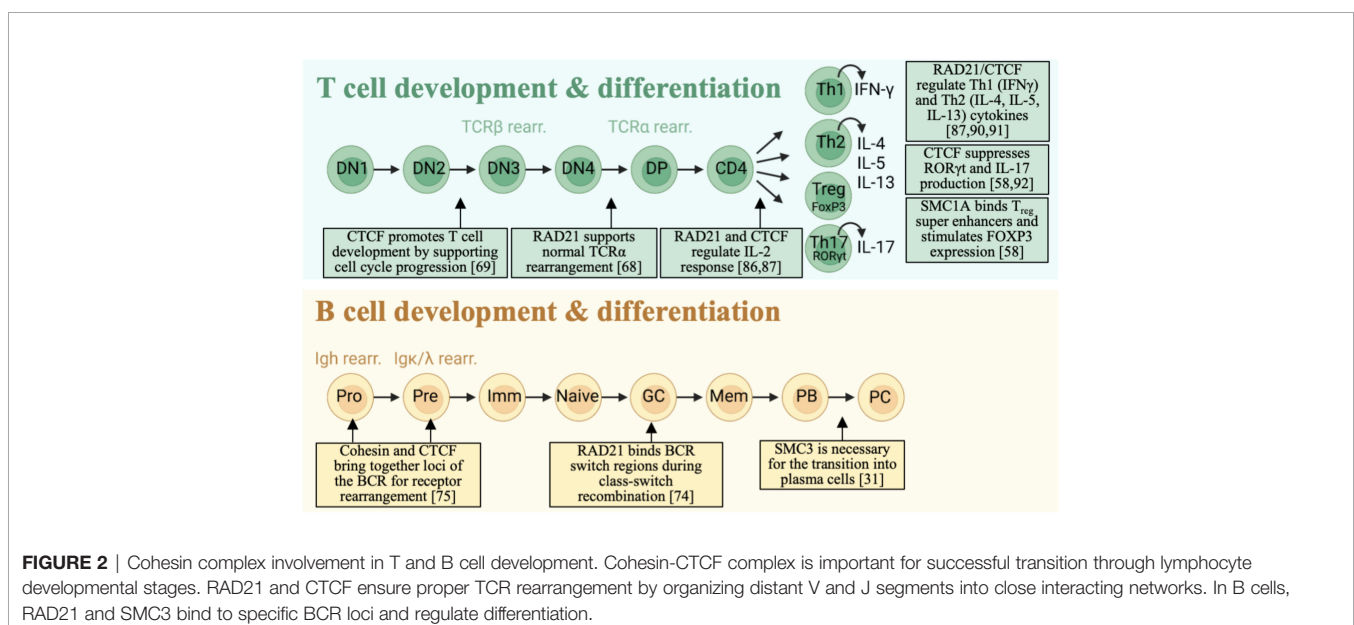 T cell development & differentiation
TCRβ rearr.
TCRα rearr.
DN1
DN2
DN3
DN4
DP
CD4
CTCF promotes T cell
development by supporting
cell cycle progression [69]
RAD21 supports
normal TCRα
rearrangement [68]
RAD21 and CTCF
regulate IL-2
response [86,87]
Th1
IFN-γ
Th2
IL-4
IL-5
IL-13
Treg
FoxP3
Th17
RORγt
IL-17
RAD21/CTCF
regulate Th1 (IFNγ)
and Th2 (IL-4, IL-5,
IL-13) cytokines
[87,90,91]
CTCF suppresses
RORγt and IL-17
production [58,92]
SMC1A binds Treg
super enhancers and
stimulates FOXP3
expression [58]
B cell development & differentiation
Igh rearr.
Igκ/λ rearr.
Pro
Pre
Imm
Naive
GC
Mem
PB
PC
Cohesin and CTCF
bring together loci of
the BCR for receptor
rearrangement [75]
RAD21 binds BCR
switch regions during
class-switch
recombination [74]
SMC3 is necessary
for the transition into
plasma cells [31]
FIGURE 2 | Cohesin complex involvement in T and B cell development. Cohesin-CTCF complex is important for successful transition through lymphocyte
developmental stages. RAD21 and CTCF ensure proper TCR rearrangement by organizing distant V and J segments into close interacting networks. In B cells,
RAD21 and SMC3 bind to specific BCR loci and regulate differentiation.